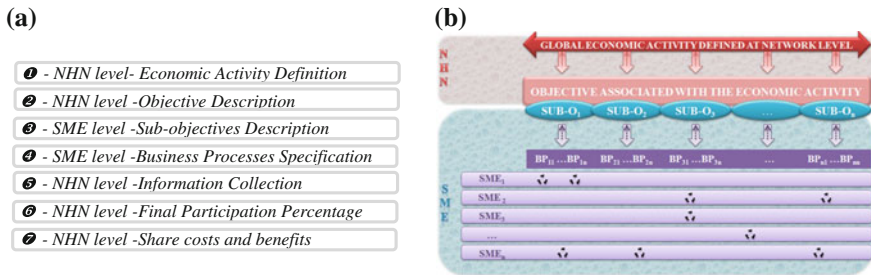 (a)
❶ - NHN level- Economic Activity Definition
❷ - NHN level -Objective Description
❸ - SME level -Sub-objectives Description
❹ - SME level -Business Processes Specification
❺ - NHN level -Information Collection
❻ - NHN level -Final Participation Percentage
❼ - NHN level -Share costs and benefits
(b)
NHN
GLOBAL ECONOMIC ACTIVITY DEFINED AT NETWORK LEVEL
OBJECTIVE ASSOCIATED WITH THE ECONOMIC ACTIVITY
SUB-O₁ SUB-O₂ SUB-O₃ ... SUB-Oₙ
SME
BP₁₁ ...BP₁ₙ BP₂₁ ...BP₂ₙ BP₃₁ ...BP₃ₙ ... BPₙ₁ ...BPₙₙ
SME₁
SME₂
SME₃
...
SMEₙ